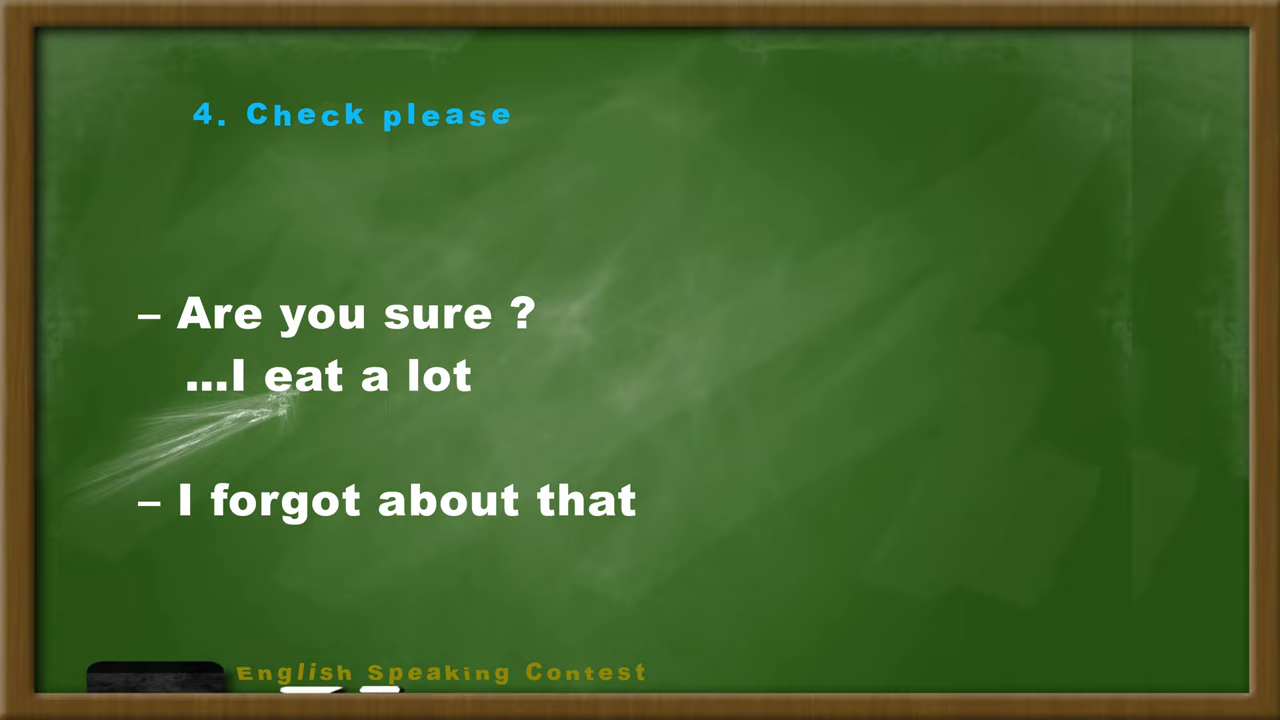 4. Check please
– Are you sure ?
...I eat a lot
– I forgot about that
English Speaking Contest